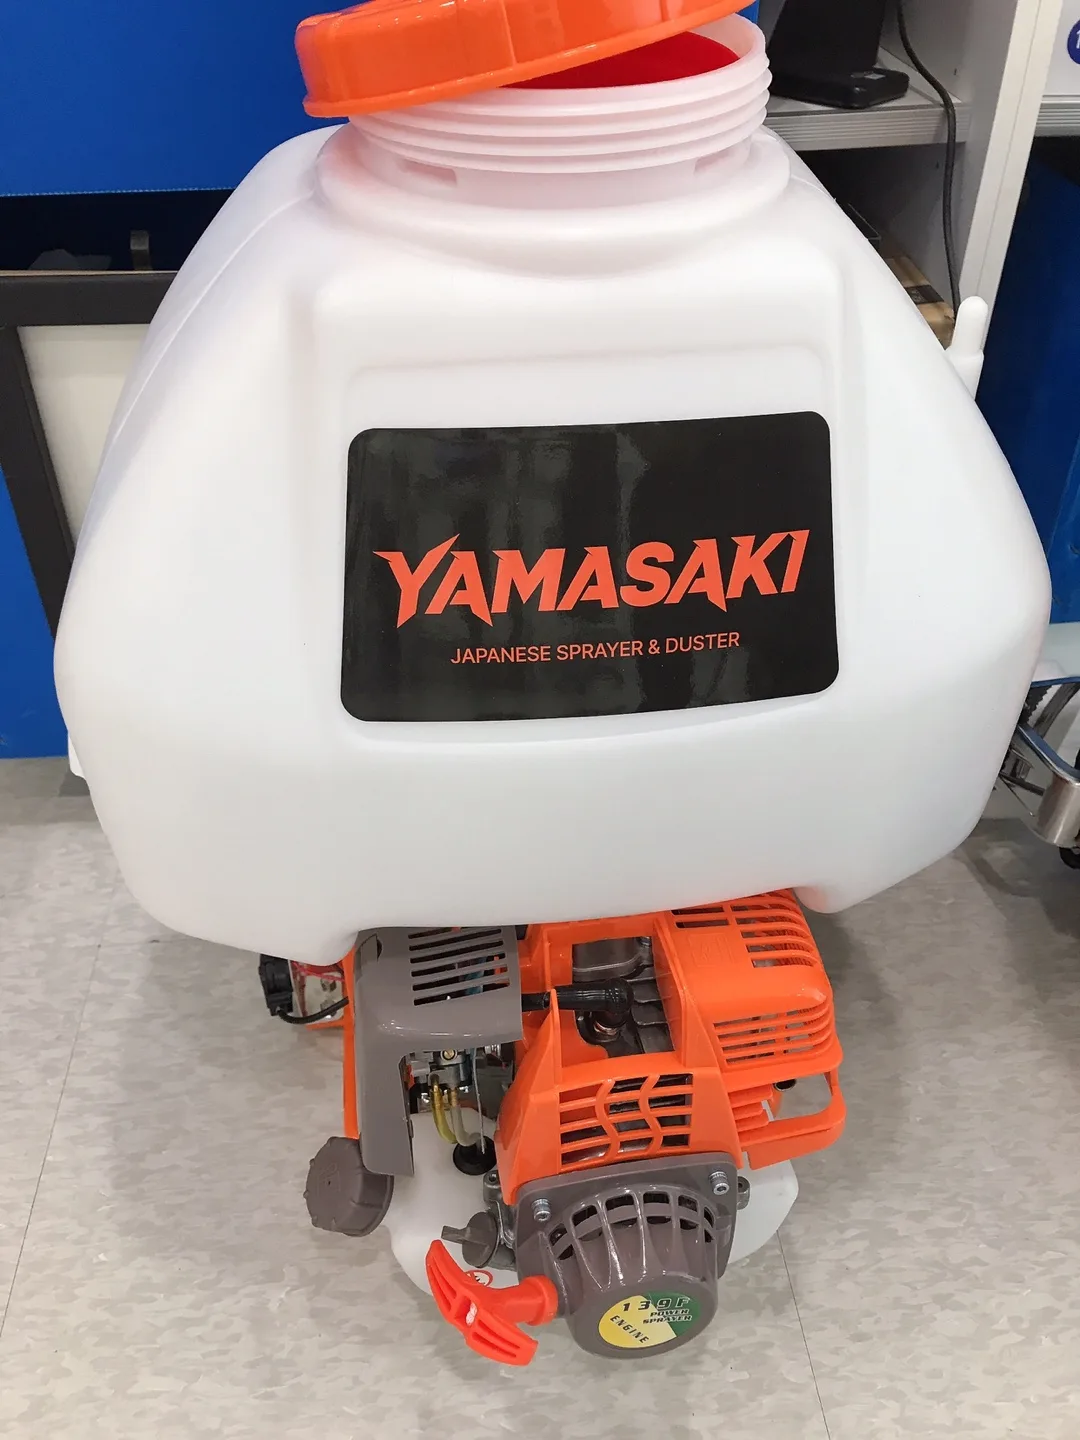 YAMASAKI
JAPANESE SPRAYER & DUSTER
139F
POWER
SPRAYER
ENGINE